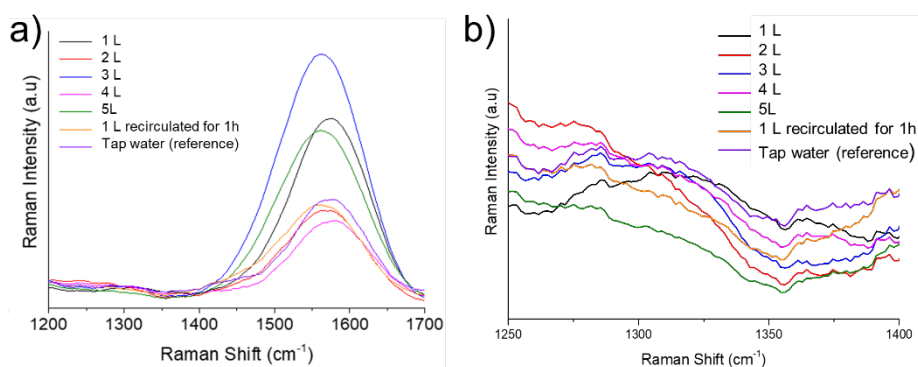 a)
Raman Intensity (a.u)
1 L
2 L
3 L
4 L
5L
1 L recirculated for 1h
Tap water (reference)
1200 1300 1400 1500 1600 1700
Raman Shift (cm-1)
b)
Raman Intensity (a.u)
1 L
2 L
3 L
4 L
5L
1 L recirculated for 1h
Tap water (reference)
1250 1300 1350 1400
Raman Shift (cm-1)